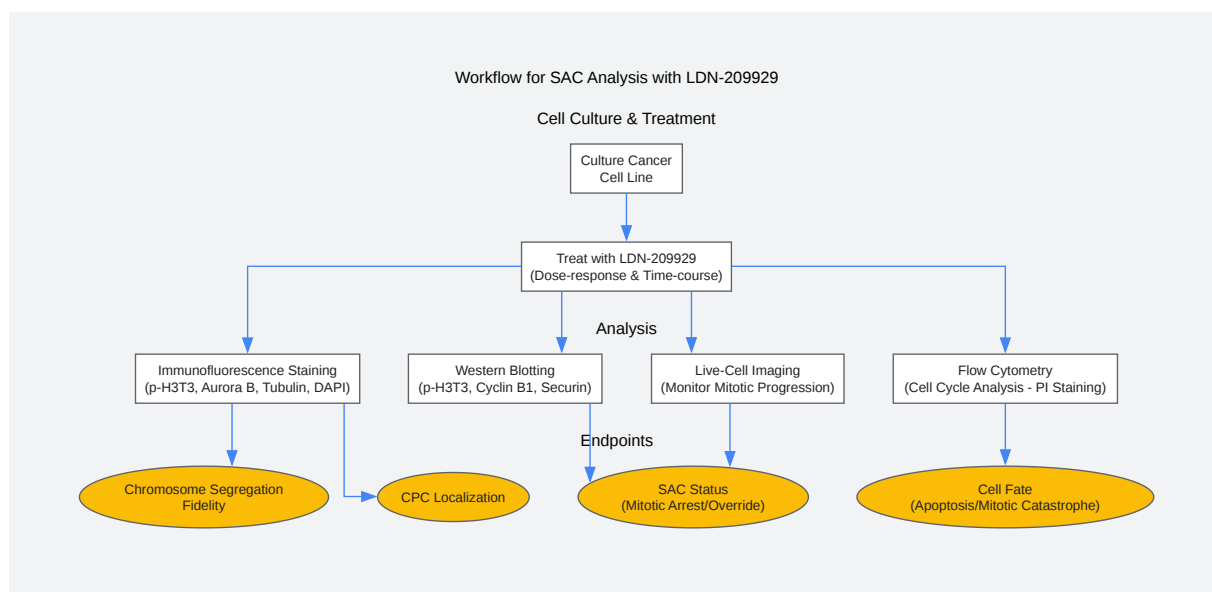 Workflow for SAC Analysis with LDN-209929
Cell Culture & Treatment
Culture Cancer
Cell Line
Treat with LDN-209929
(Dose-response & Time-course)
Analysis
Immunofluorescence Staining
(p-H3T3, Aurora B, Tubulin, DAPI)
Western Blotting
(p-H3T3, Cyclin B1, Securin)
Live-Cell Imaging
(Monitor Mitotic Progression)
Flow Cytometry
(Cell Cycle Analysis - PI Staining)
Endpoints
Chromosome Segregation
Fidelity
CPC Localization
SAC Status
(Mitotic Arrest/Override)
Cell Fate
(Apoptosis/Mitotic Catastrophe)